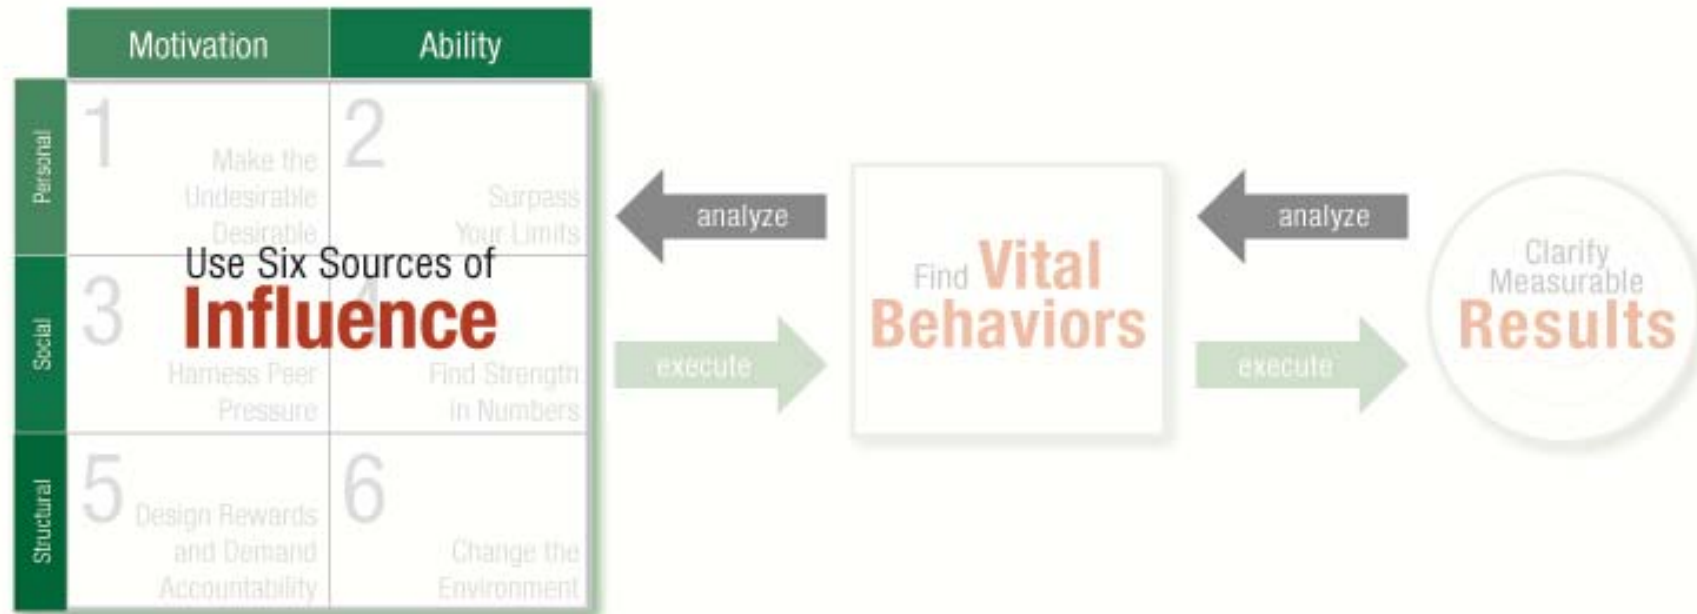 Motivation
Ability
Personal
1
Make the
Undesirable
Desirable
2
Surpass
Your Limits
Use Six Sources of
Influence
Social
3
Harness Peer
Pressure
4
Find Strength
in Numbers
Structural
5
Design Rewards
and Demand
Accountability
6
Change the
Environment
analyze
execute
Find Vital
Behaviors
analyze
execute
Clarify
Measurable
Results